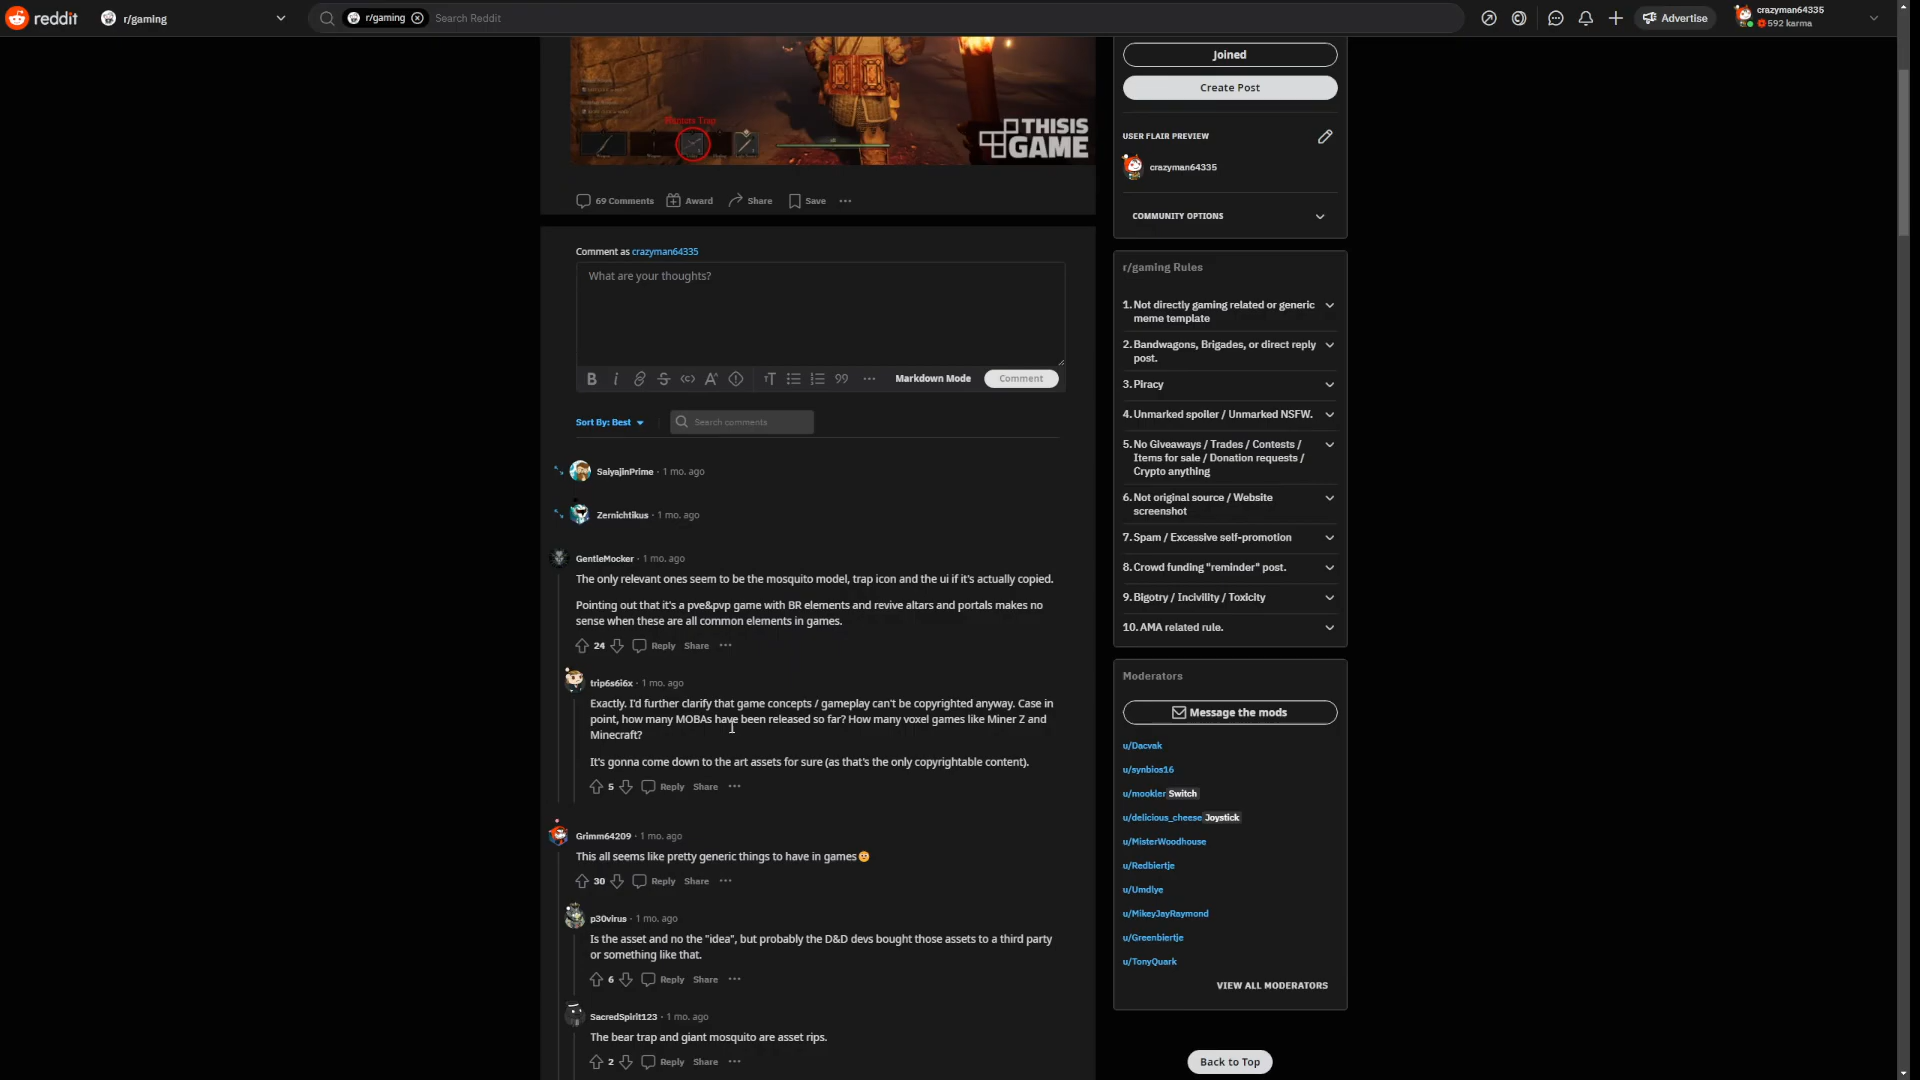 reddit
r/gaming
r/gaming
Search Reddit
Advertise
crazyman64335
592 karma
THISIS
GAME
69 Comments
Award
Share
Save
Comment as crazyman64335
What are your thoughts?
Markdown Mode
Comment
Sort By: Best
Search comments
SaiyajinPrime · 1 mo. ago
Zernichtikus · 1 mo. ago
GentleMocker · 1 mo. ago
The only relevant ones seem to be the mosquito model, trap icon and the ui if it's actually copied.
Pointing out that it's a pve&pvp game with BR elements and revive altars and portals makes no
sense when these are all common elements in games.
24
Reply
Share
trip6s6i6x · 1 mo. ago
Exactly. I'd further clarify that game concepts / gameplay can't be copyrighted anyway. Case in
point, how many MOBAs have been released so far? How many voxel games like Miner Z and
Minecraft?
It's gonna come down to the art assets for sure (as that's the only copyrightable content).
5
Reply
Share
Grimm64209 · 1 mo. ago
This all seems like pretty generic things to have in games
30
Reply
Share
p30virus · 1 mo. ago
Is the asset and no the "idea", but probably the D&D devs bought those assets to a third party
or something like that.
6
Reply
Share
SacredSpirit123 · 1 mo. ago
The bear trap and giant mosquito are asset rips.
2
Reply
Share
Joined
Create Post
USER FLAIR PREVIEW
crazyman64335
COMMUNITY OPTIONS
r/gaming Rules
1. Not directly gaming related or generic
meme template
2. Bandwagons, Brigades, or direct reply
post.
3. Piracy
4. Unmarked spoiler / Unmarked NSFW.
5. No Giveaways / Trades / Contests /
Items for sale / Donation requests /
Crypto anything
6. Not original source / Website
screenshot
7. Spam / Excessive self-promotion
8. Crowd funding "reminder" post.
9. Bigotry / Incivility / Toxicity
10. AMA related rule.
Moderators
Message the mods
u/Dacvak
u/synbios16
u/mookler Switch
u/delicious_cheese Joystick
u/MisterWoodhouse
u/Redbiertje
u/Umdlye
u/MikeyJayRaymond
u/Greenbiertje
u/TonyQuark
VIEW ALL MODERATORS
Back to Top